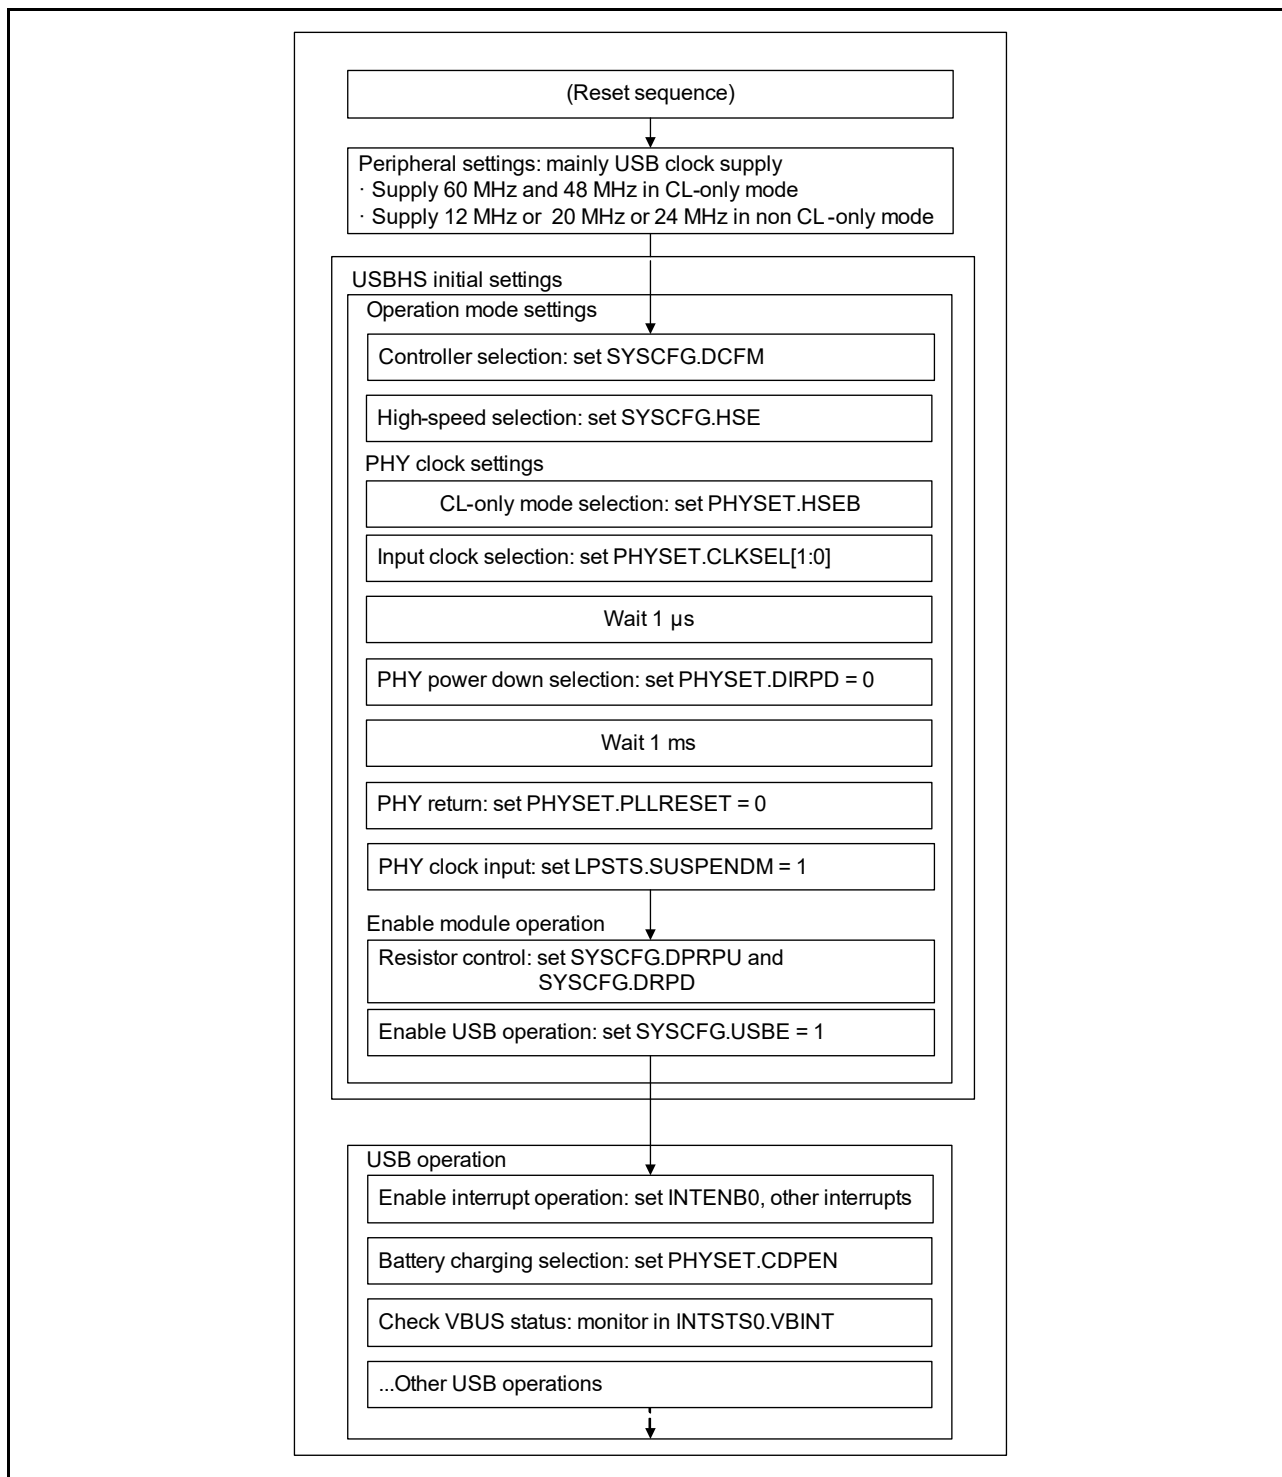 (Reset sequence)
Peripheral settings: mainly USB clock supply
· Supply 60 MHz and 48 MHz in CL-only mode
· Supply 12 MHz or 20 MHz or 24 MHz in non CL-only mode
USBHS initial settings
Operation mode settings
Controller selection: set SYSCFG.DCFM
High-speed selection: set SYSCFG.HSE
PHY clock settings
CL-only mode selection: set PHYSET.HSEB
Input clock selection: set PHYSET.CLKSEL[1:0]
Wait 1 µs
PHY power down selection: set PHYSET.DIRPD = 0
Wait 1 ms
PHY return: set PHYSET.PLLRESET = 0
PHY clock input: set LPSTS.SUSPENDM = 1
Enable module operation
Resistor control: set SYSCFG.DPRPU and
SYSCFG.DRPD
Enable USB operation: set SYSCFG.USBE = 1
USB operation
Enable interrupt operation: set INTENB0, other interrupts
Battery charging selection: set PHYSET.CDPEN
Check VBUS status: monitor in INTSTS0.VBINT
...Other USB operations